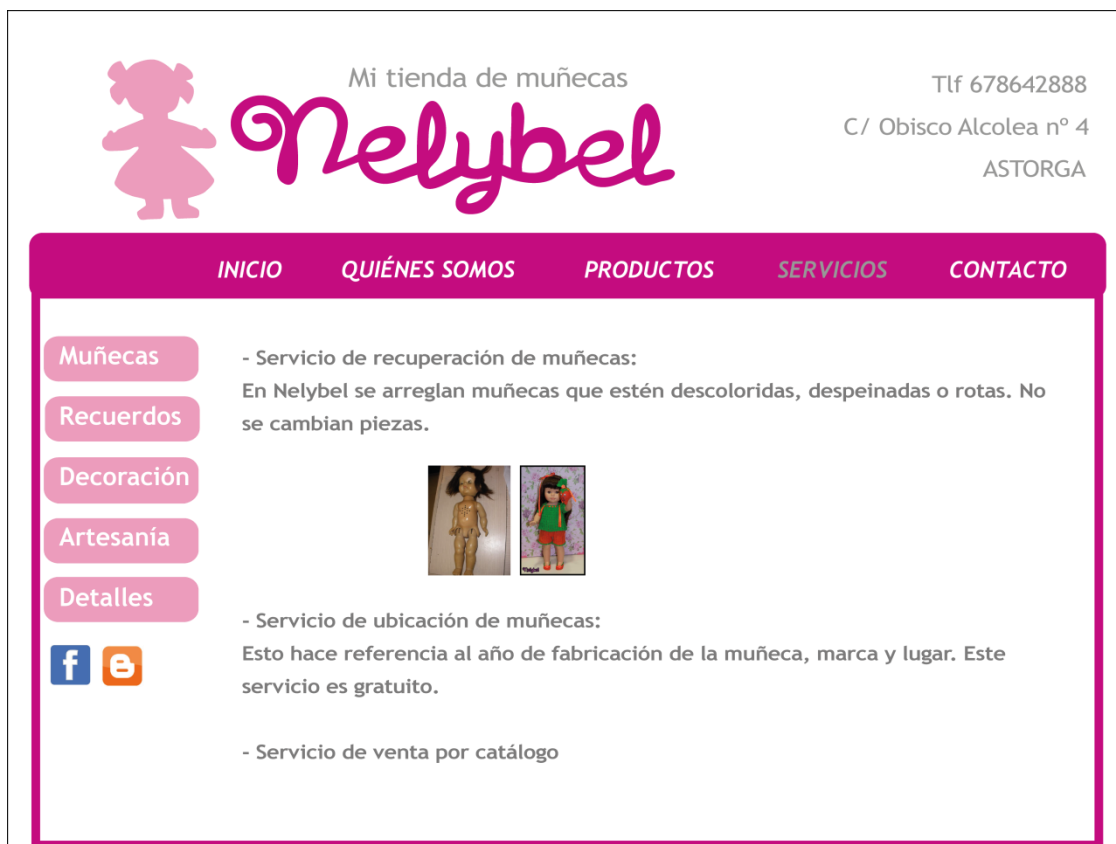 Mi tienda de muñecas
Nelybel
Tlf 678642888
C/ Obisco Alcolea nº 4
ASTORGA
INICIO QUIÉNES SOMOS PRODUCTOS SERVICIOS CONTACTO
Muñecas
Recuerdos
Decoración
Artesanía
Detalles
- Servicio de recuperación de muñecas:
En Nelybel se arreglan muñecas que estén descoloridas, despeinadas o rotas. No
se cambian piezas.
Nelybel
- Servicio de ubicación de muñecas:
Esto hace referencia al año de fabricación de la muñeca, marca y lugar. Este
servicio es gratuito.
- Servicio de venta por catálogo